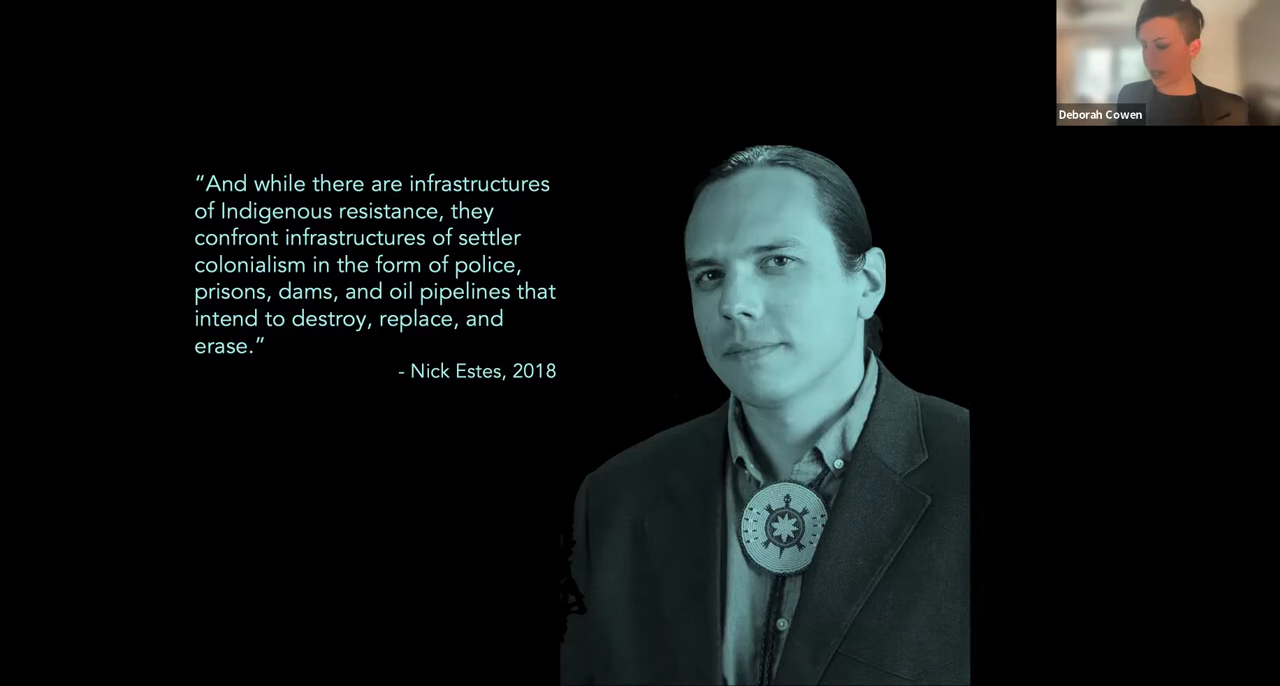 “And while there are infrastructures
of Indigenous resistance, they
confront infrastructures of settler
colonialism in the form of police,
prisons, dams, and oil pipelines that
intend to destroy, replace, and
erase.”
- Nick Estes, 2018
Deborah Cowen